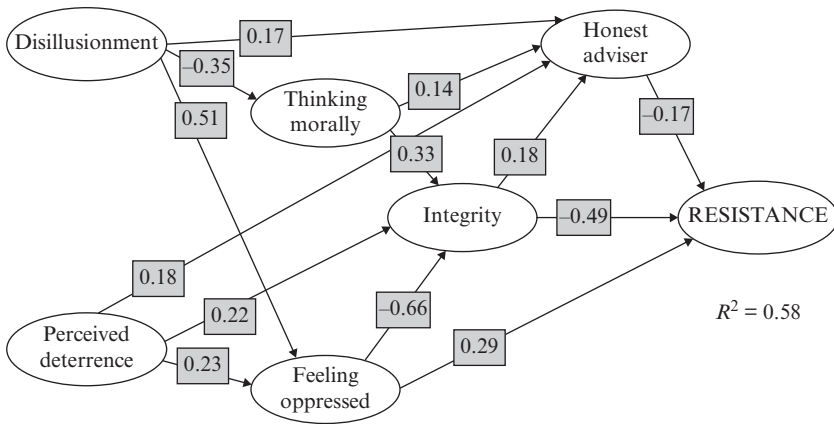 Disillusionment
0.17
Honest
adviser
–0.35
Thinking
morally
0.14
0.51
–0.17
0.33
0.18
Integrity
–0.49
RESISTANCE
0.18
0.22
–0.66
R² = 0.58
Perceived
deterrence
0.23
0.29
Feeling
oppressed